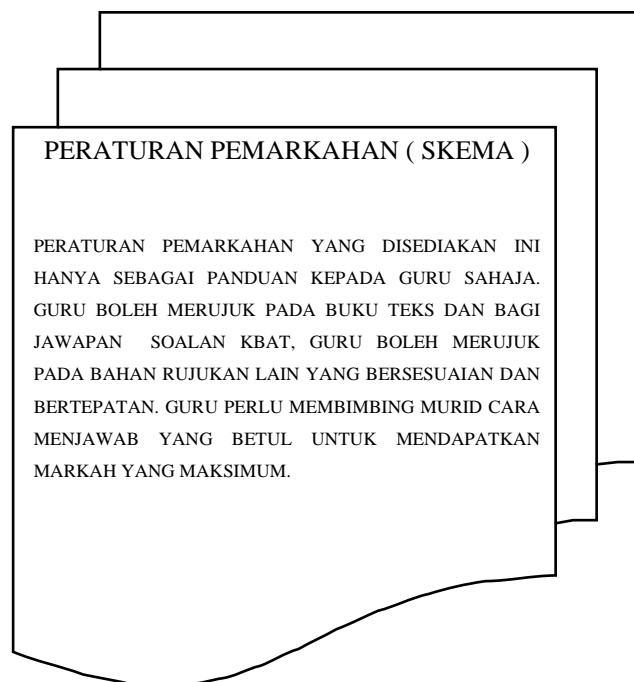 PERATURAN PEMARKAHAN ( SKEMA )
PERATURAN PEMARKAHAN YANG DISEDIAKAN INI
HANYA SEBAGAI PANDUAN KEPADA GURU SAHAJA.
GURU BOLEH MERUJUK PADA BUKU TEKS DAN BAGI
JAWAPAN SOALAN KBAT, GURU BOLEH MERUJUK
PADA BAHAN RUJUKAN LAIN YANG BERSESUAIAN DAN
BERTEPATAN. GURU PERLU MEMBIMBING MURID CARA
MENJAWAB YANG BETUL UNTUK MENDAPATKAN
MARKAH YANG MAKSIMUM.